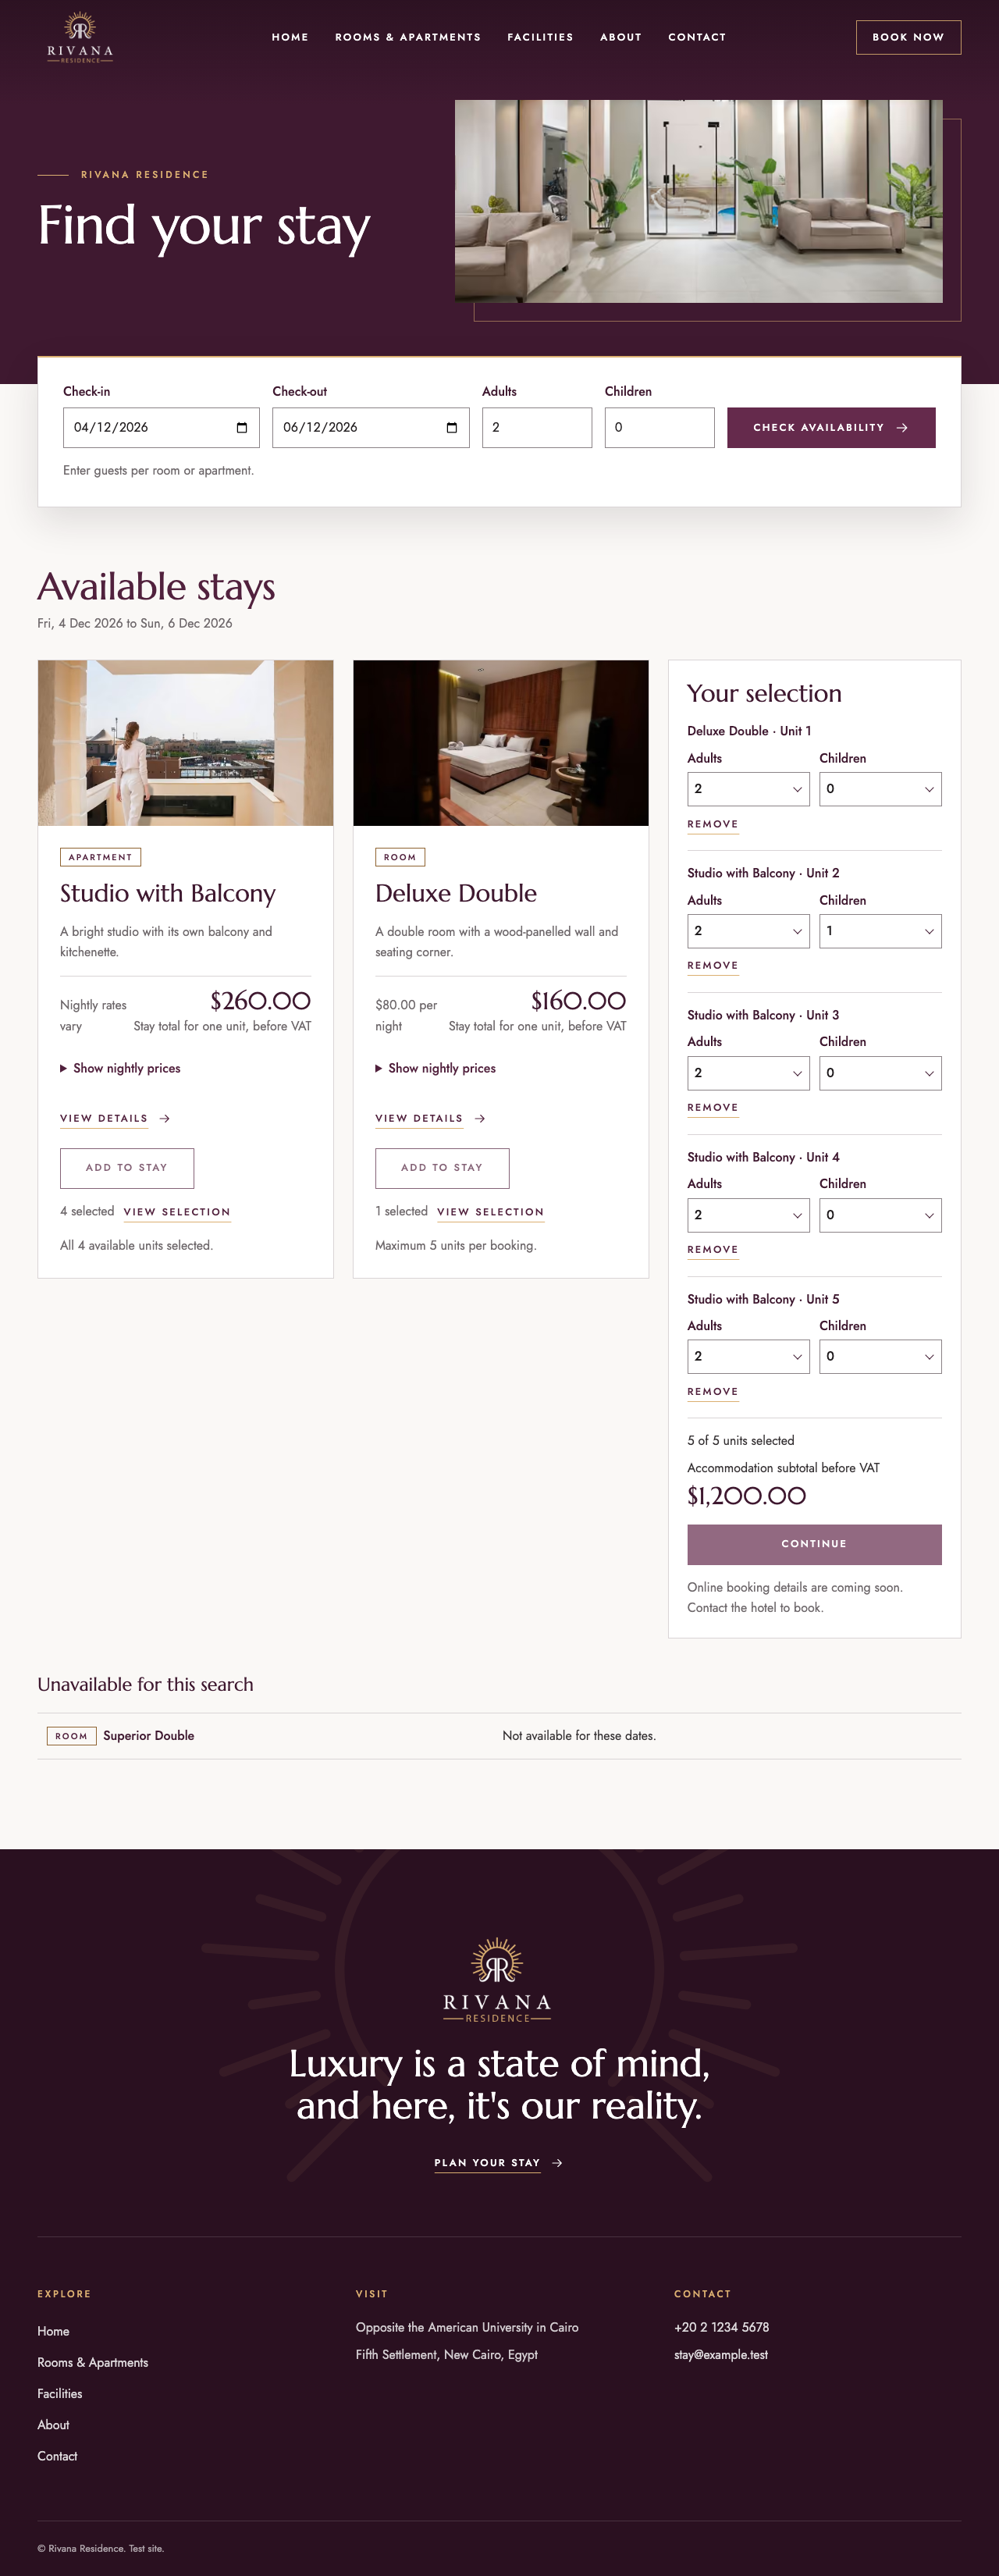 RIVANA
RESIDENCE
HOME
ROOMS & APARTMENTS
FACILITIES
ABOUT
CONTACT
BOOK NOW
RIVANA RESIDENCE
Find your stay
Check-in
Check-out
Adults
Children
04/12/2026
06/12/2026
2
0
CHECK AVAILABILITY
Enter guests per room or apartment.
Available stays
Fri, 4 Dec 2026 to Sun, 6 Dec 2026
APARTMENT
Studio with Balcony
A bright studio with its own balcony and
kitchenette.
Nightly rates
vary
$260.00
Stay total for one unit, before VAT
Show nightly prices
VIEW DETAILS
ADD TO STAY
4 selected VIEW SELECTION
All 4 available units selected.
ROOM
Deluxe Double
A double room with a wood-panelled wall and
seating corner.
$80.00 per
night
$160.00
Stay total for one unit, before VAT
Show nightly prices
VIEW DETAILS
ADD TO STAY
1 selected VIEW SELECTION
Maximum 5 units per booking.
Your selection
Deluxe Double · Unit 1
Adults Children
2 0
REMOVE
Studio with Balcony · Unit 2
Adults Children
2 1
REMOVE
Studio with Balcony · Unit 3
Adults Children
2 0
REMOVE
Studio with Balcony · Unit 4
Adults Children
2 0
REMOVE
Studio with Balcony · Unit 5
Adults Children
2 0
REMOVE
5 of 5 units selected
Accommodation subtotal before VAT
$1,200.00
CONTINUE
Online booking details are coming soon.
Contact the hotel to book.
Unavailable for this search
ROOM Superior Double
Not available for these dates.
RIVANA
RESIDENCE
Luxury is a state of mind,
and here, it's our reality.
PLAN YOUR STAY
EXPLORE
Home
Rooms & Apartments
Facilities
About
Contact
VISIT
Opposite the American University in Cairo
Fifth Settlement, New Cairo, Egypt
CONTACT
+20 2 1234 5678
stay@example.test
© Rivana Residence. Test site.